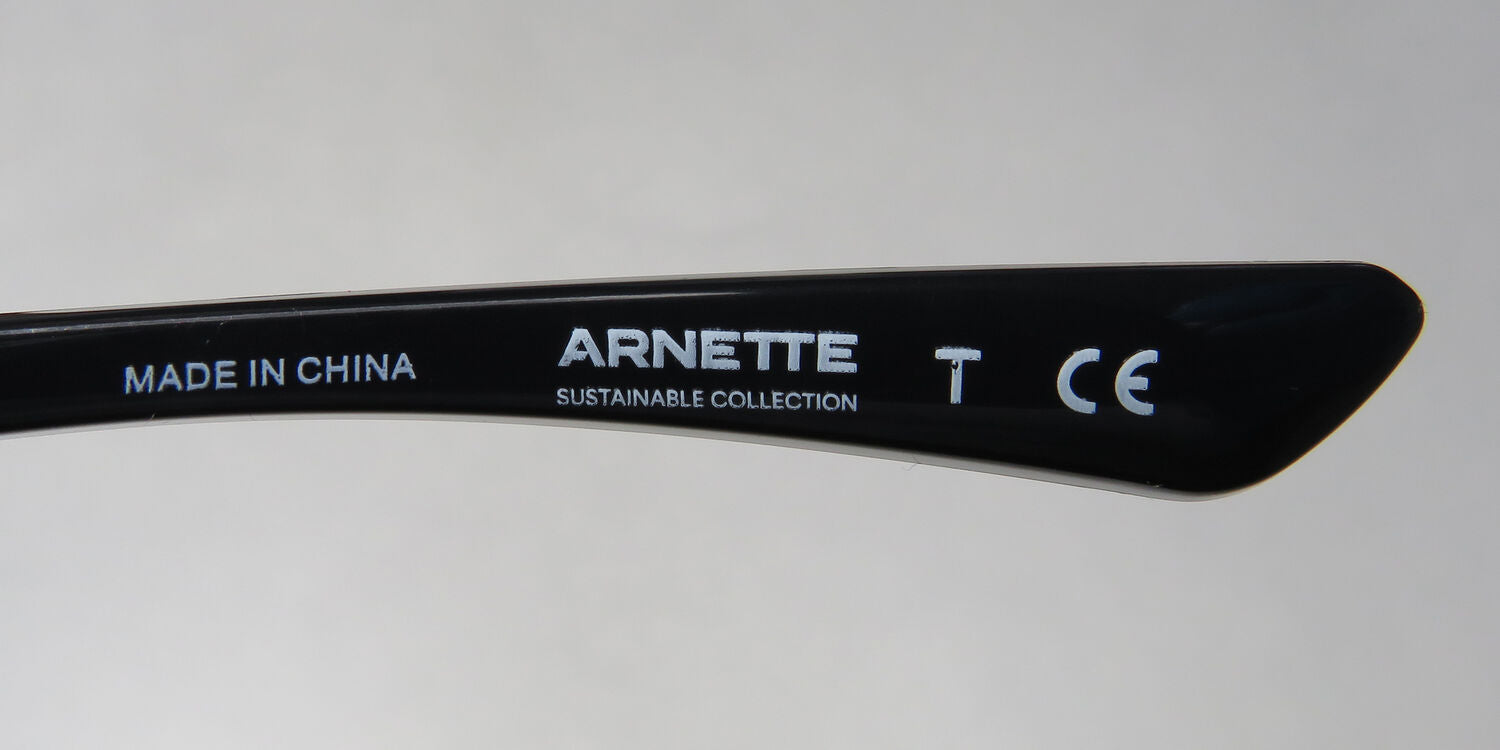 MADE IN CHINA
ARNETTE
SUSTAINABLE COLLECTION
T CE